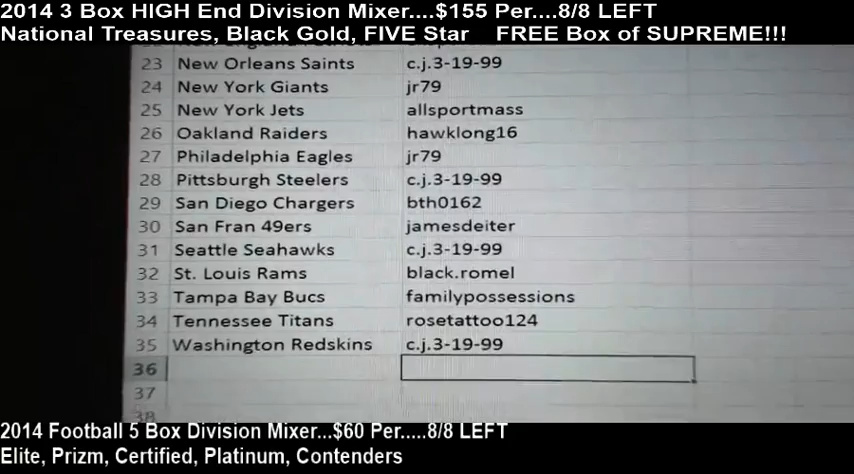 2014 3 Box HIGH End Division Mixer....$155 Per....8/8 LEFT
National Treasures, Black Gold, FIVE Star FREE Box of SUPREME!!!
23 New Orleans Saints c.j.3-19-99
24 New York Giants jr79
25 New York Jets allsportmass
26 Oakland Raiders hawklong16
27 Philadelphia Eagles jr79
28 Pittsburgh Steelers c.j.3-19-99
29 San Diego Chargers bth0162
30 San Fran 49ers jamesdeiter
31 Seattle Seahawks c.j.3-19-99
32 St. Louis Rams black.romel
33 Tampa Bay Bucs familypossessions
34 Tennessee Titans rosetattoo124
35 Washington Redskins c.j.3-19-99
36
37
38
2014 Football 5 Box Division Mixer...$60 Per.....8/8 LEFT
Elite, Prizm, Certified, Platinum, Contenders